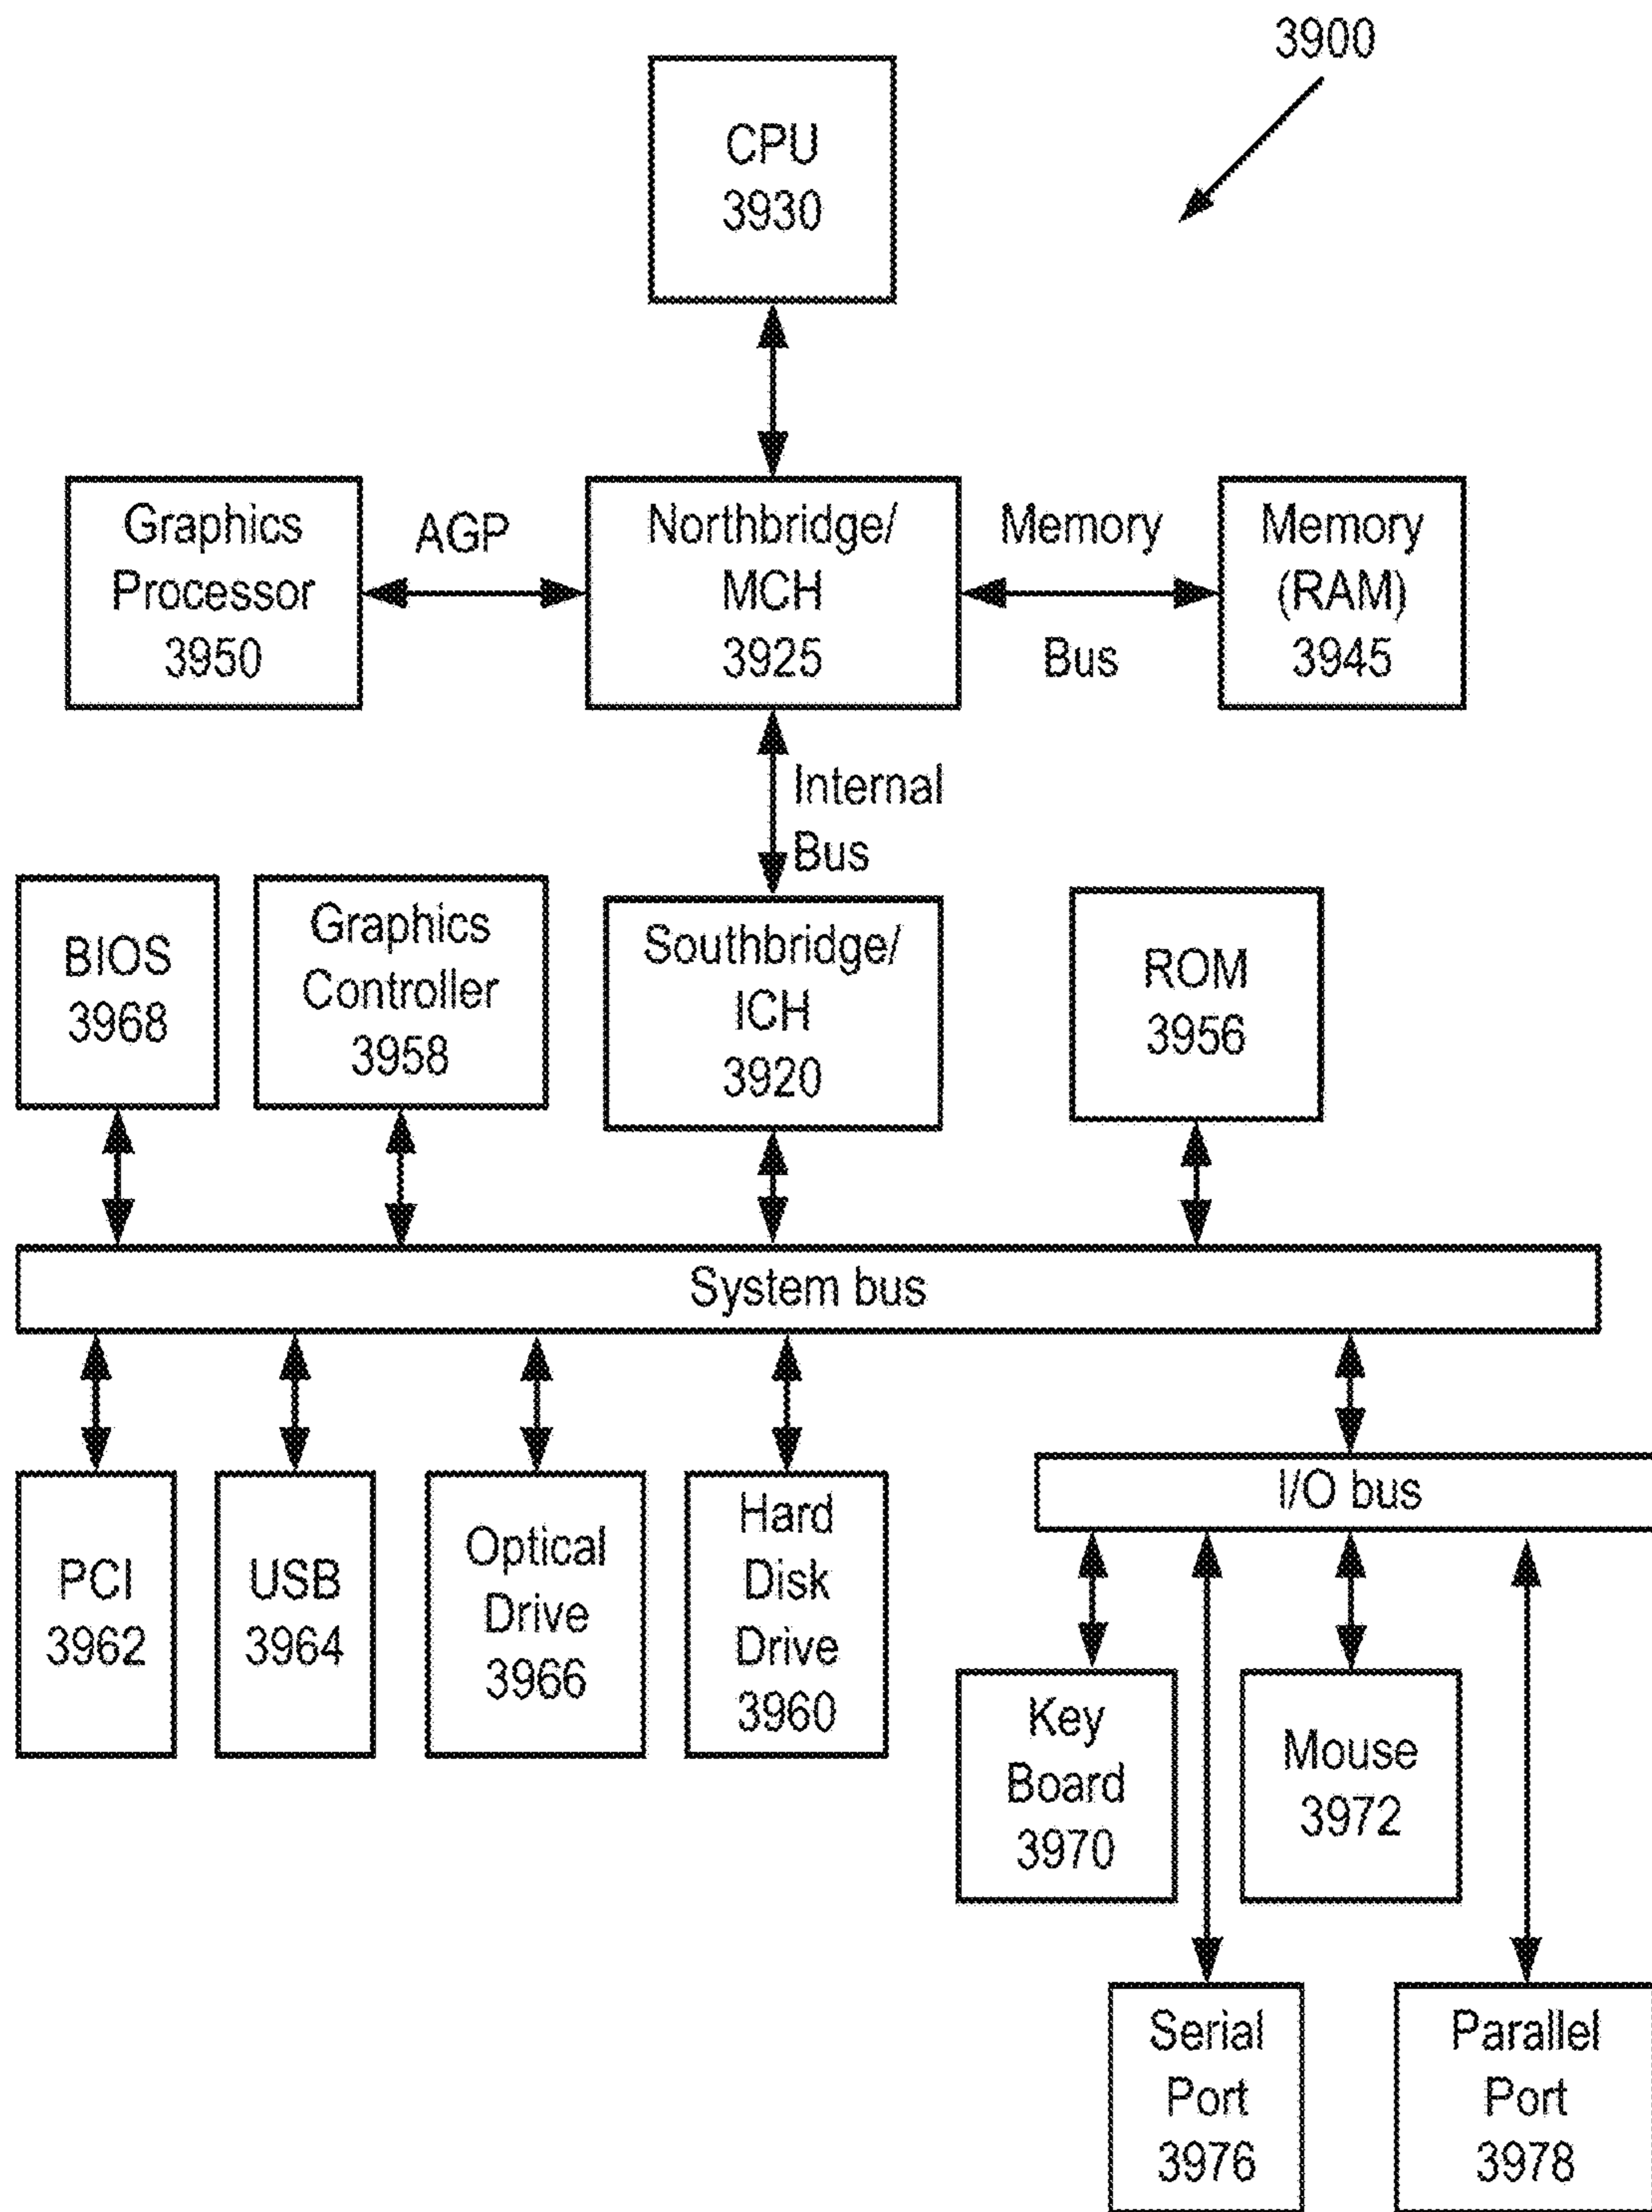 3900
CPU
3930
Graphics
Processor
3950
AGP
Northbridge/
MCH
3925
Memory
Bus
Memory
(RAM)
3945
Internal
Bus
BIOS
3968
Graphics
Controller
3958
Southbridge/
ICH
3920
ROM
3956
System bus
PCI
3962
USB
3964
Optical
Drive
3966
Hard
Disk
Drive
3960
I/O bus
Key
Board
3970
Mouse
3972
Serial
Port
3976
Parallel
Port
3978